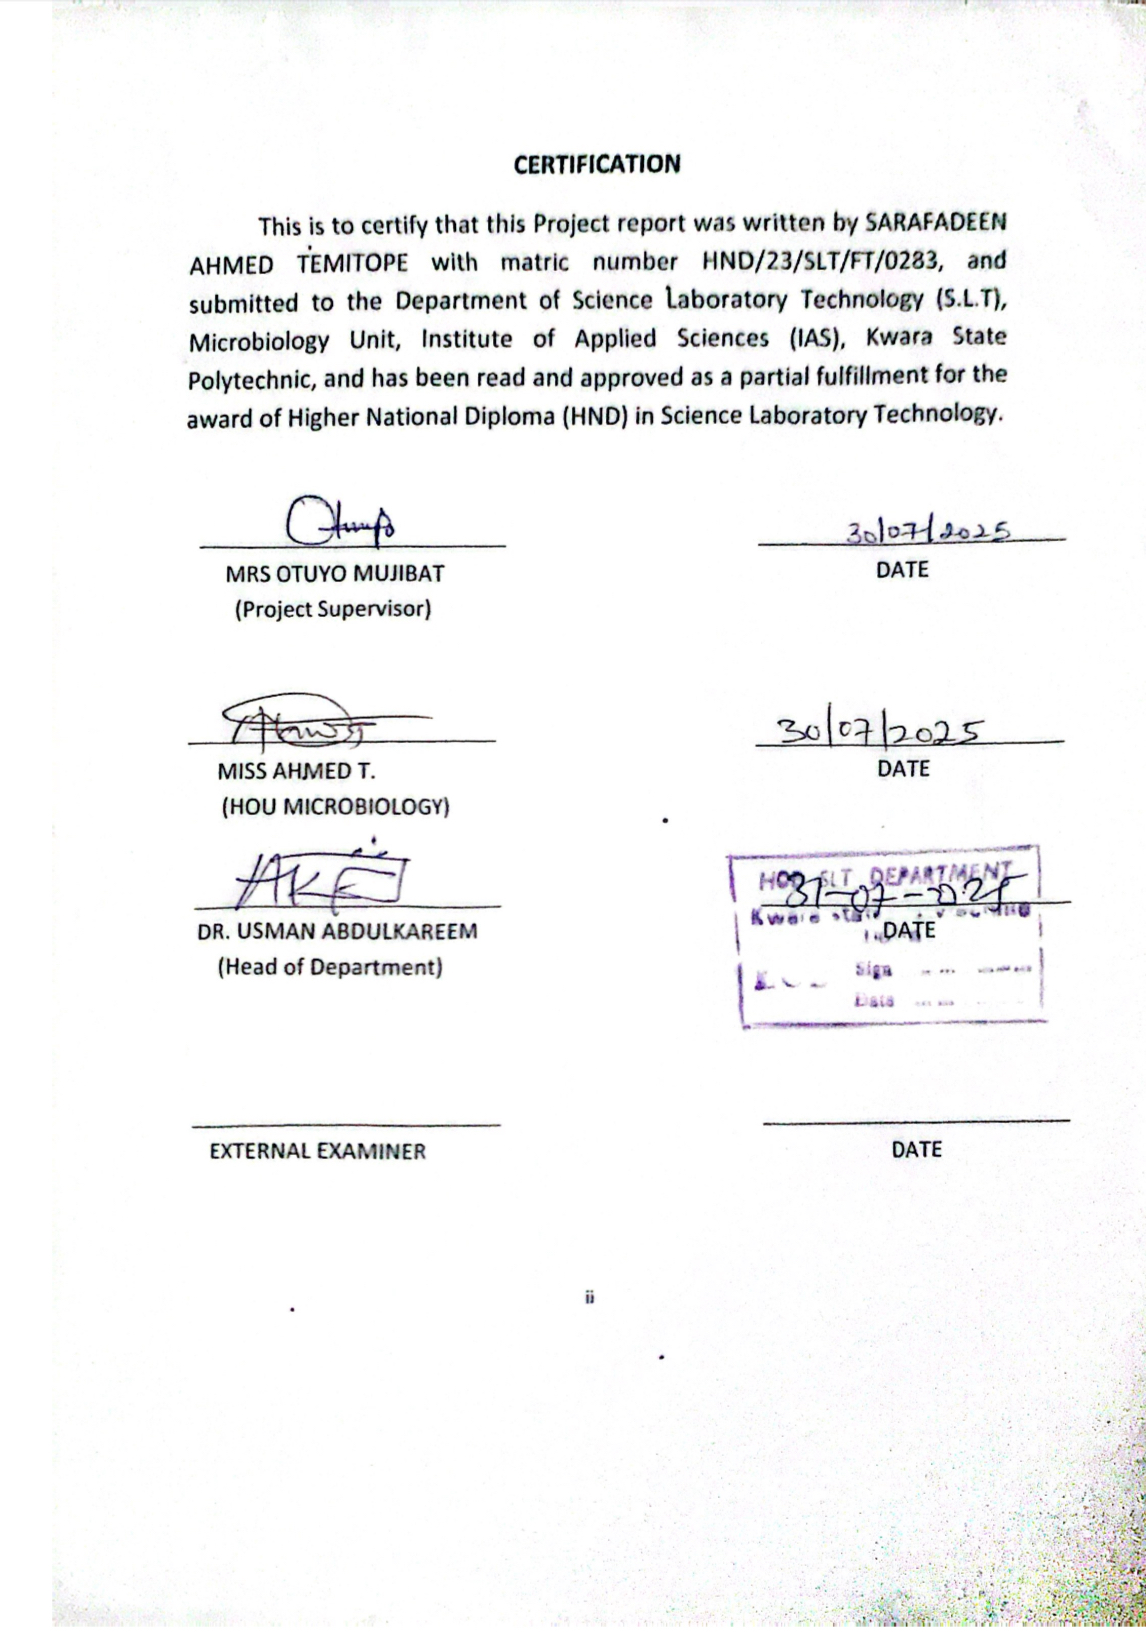 CERTIFICATION
This is to certify that this Project report was written by SARAFADEEN
AHMED TEMITOPE with matric number HND/23/SLT/FT/0283, and
submitted to the Department of Science Laboratory Technology (S.L.T),
Microbiology Unit, Institute of Applied Sciences (IAS), Kwara State
Polytechnic, and has been read and approved as a partial fulfillment for the
award of Higher National Diploma (HND) in Science Laboratory Technology.
30/07/2025
MRS OTUYO MUJIBAT
DATE
(Project Supervisor)
30/07/2025
MISS AHMED T.
DATE
(HOU MICROBIOLOGY)
HOD SLT DEPARTMENT
31-07-2025
Kwara
DR. USMAN ABDULKAREEM
DATE
(Head of Department)
Sign
Date
EXTERNAL EXAMINER
DATE
ii